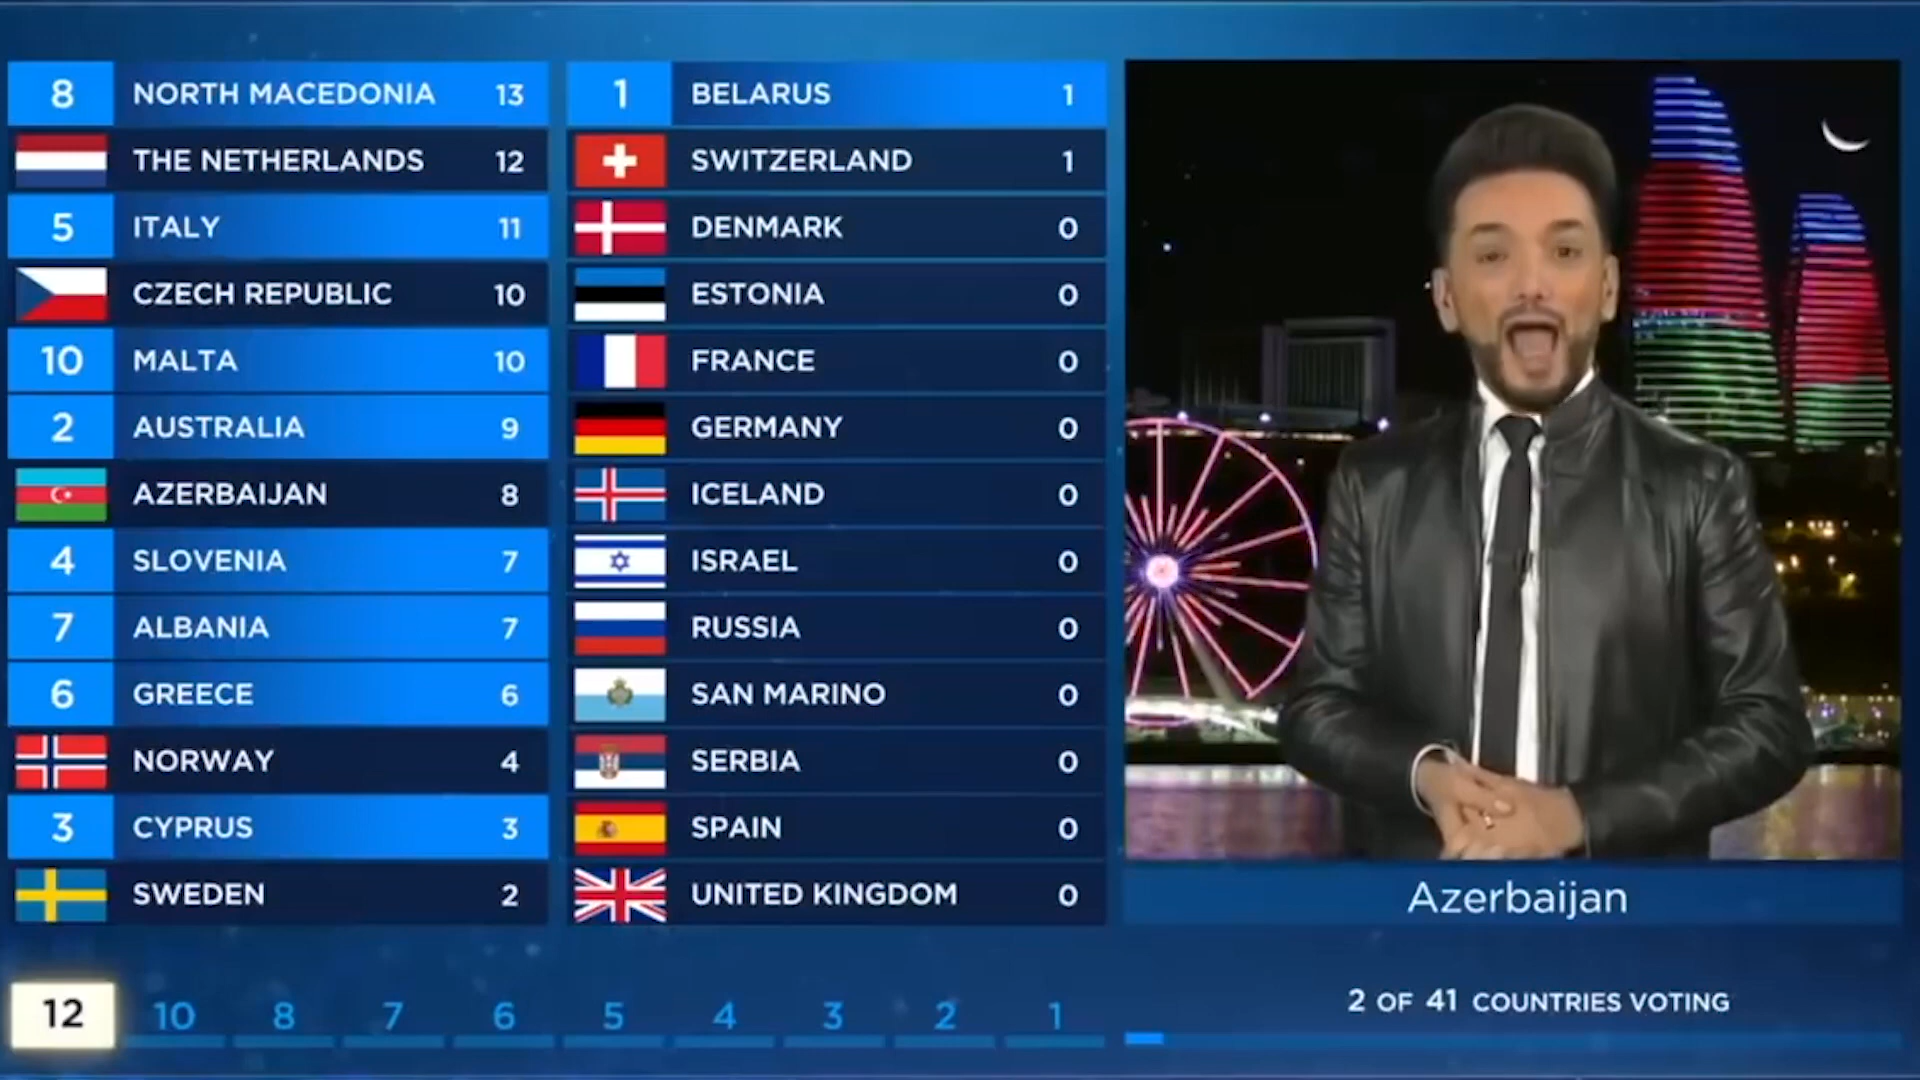 8 NORTH MACEDONIA 13
THE NETHERLANDS 12
5 ITALY 11
CZECH REPUBLIC 10
10 MALTA 10
2 AUSTRALIA 9
AZERBAIJAN 8
4 SLOVENIA 7
7 ALBANIA 7
6 GREECE 6
NORWAY 4
3 CYPRUS 3
SWEDEN 2
1 BELARUS 1
SWITZERLAND 1
DENMARK 0
ESTONIA 0
FRANCE 0
GERMANY 0
ICELAND 0
ISRAEL 0
RUSSIA 0
SAN MARINO 0
SERBIA 0
SPAIN 0
UNITED KINGDOM 0
Azerbaijan
12 10 8 7 6 5 4 3 2 1
2 OF 41 COUNTRIES VOTING